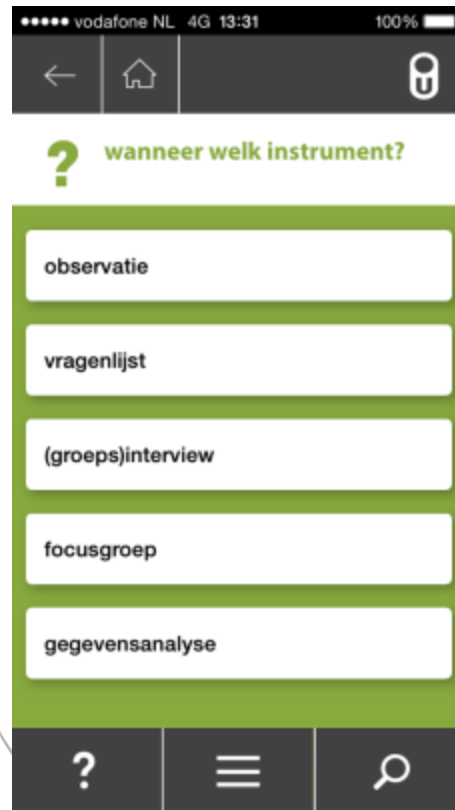 vodafone NL 4G 13:31 100%
U
? wanneer welk instrument?
observatie
vragenlijst
(groeps)interview
focusgroep
gegevensanalyse
?